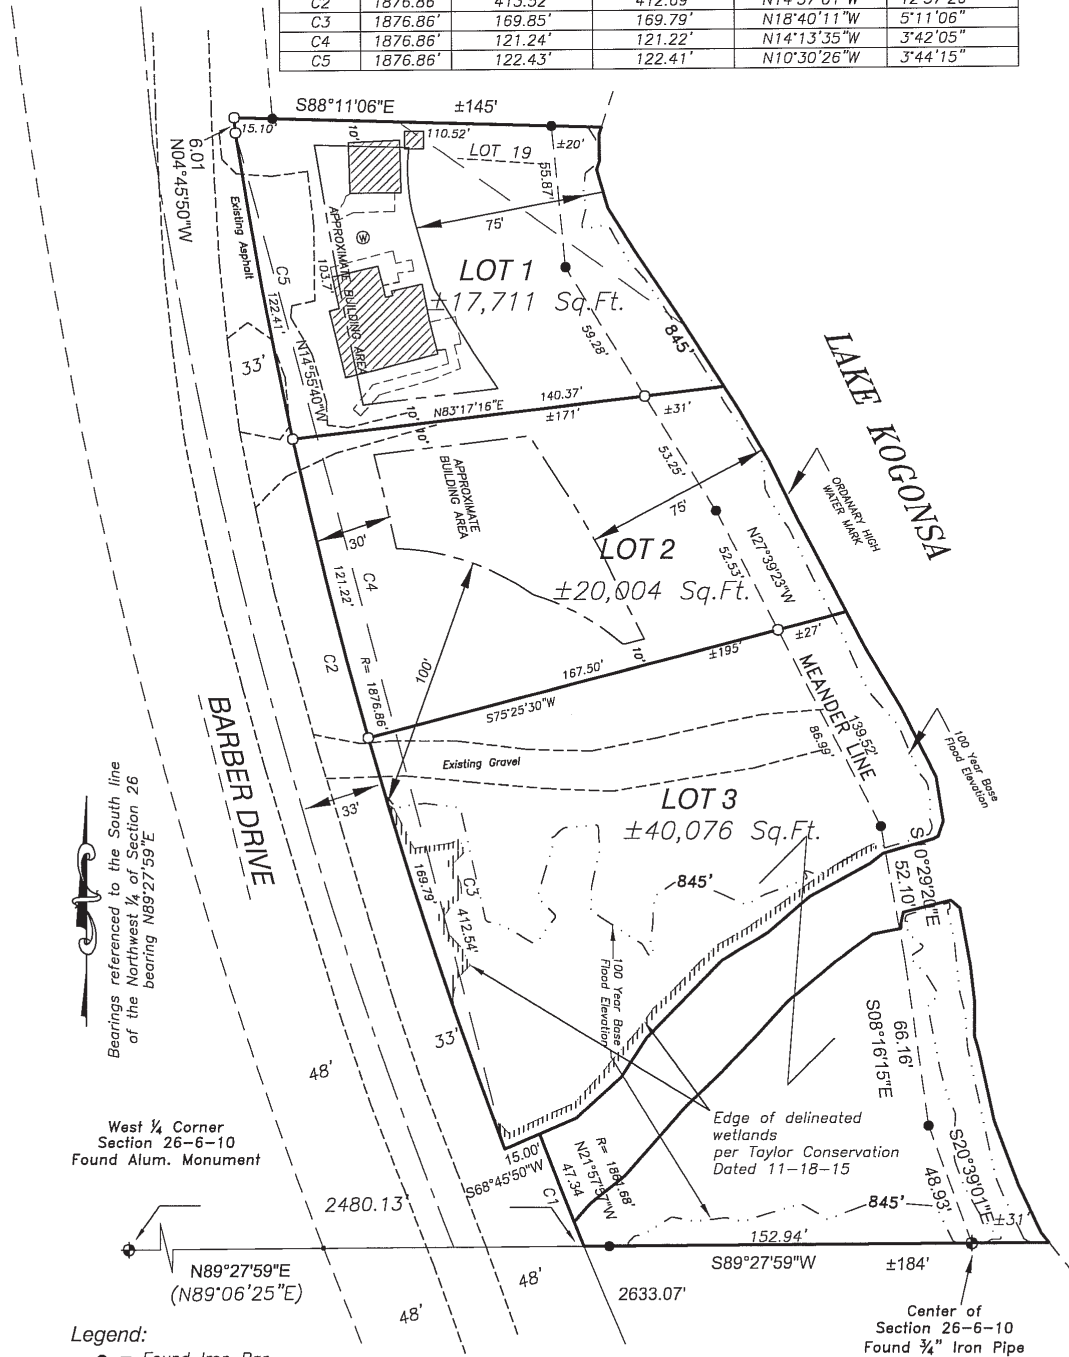 C3 1876.86' 169.85' 169.79' N18°40'11"W 5°11'06"
C4 1876.86' 121.24' 121.22' N14°13'35"W 3°42'05"
C5 1876.86' 122.43' 122.41' N10°30'26"W 3°44'15"
S88°11'06"E ±145'
15.10'
10'
110.52'
±20'
LOT 19
6.01
N04°45'50"W
55.87'
75'
Existing Asphalt
APPROXIMATE BUILDING AREA
W
103.7'
LOT 1
±17,711 Sq.Ft.
C5
122.41'
59.28'
845'
33'
N14°55'40"W
LAKE KOGONSA
N83°17'16"E
140.37'
±171'
±31'
10'
10'
53.25'
APPROXIMATE
BUILDING AREA
75'
ORDANARY HIGH
WATER MARK
30'
LOT 2
±20,004 Sq.Ft.
52.53'
N27°39'23"W
C4
121.22'
C2
R= 1876.86'
100'
10'
±27'
±195'
167.50'
S75°25'30"W
MEANDER LINE
139.52'
86.99'
BARBER DRIVE
Existing Gravel
100 Year Base
Flood Elevation
33'
LOT 3
±40,076 Sq.Ft.
Bearings referenced to the South line
of the Northwest ¼ of Section 26
bearing N89°27'59"E
C3
169.79'
412.54'
845'
52.10'
100 Year Base
Flood Elevation
33'
48'
66.16'
S08°16'15"E
West ¼ Corner
Section 26-6-10
Found Alum. Monument
Edge of delineated
wetlands
per Taylor Conservation
Dated 11-18-15
15.00'
S68°45'50"W
C1
47.34
N21°57'57"W
R= 1861.68'
S20°39'01"E
48.93'
2480.13'
845'
±31'
152.94'
N89°27'59"E
(N89°06'25"E)
S89°27'59"W
±184'
48'
2633.07'
48'
Center of
Section 26-6-10
Found ¾" Iron Pipe
Legend: